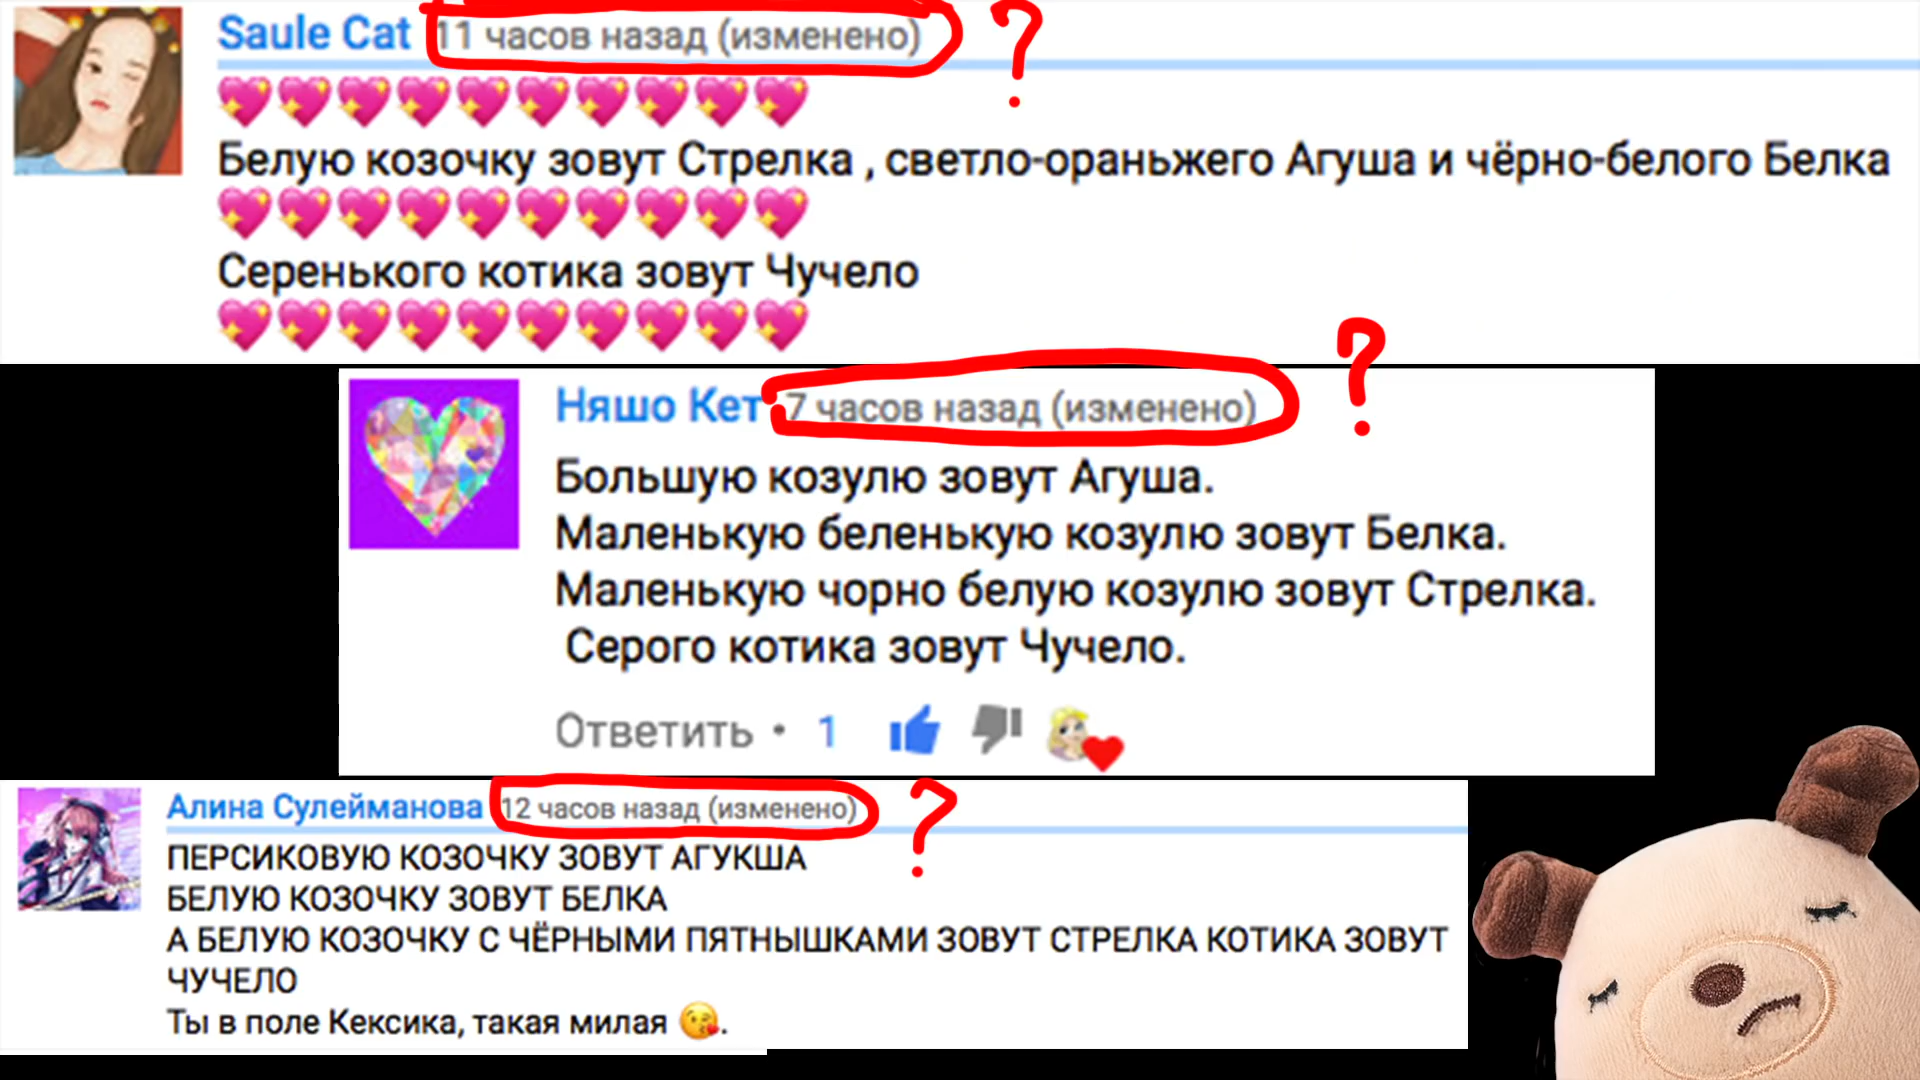 Saule Cat 11 часов назад (изменено) ?
💖💖💖💖💖💖💖💖💖💖
Белую козочку зовут Стрелка , светло-ораньжего Агуша и чёрно-белого Белка
💖💖💖💖💖💖💖💖💖💖
Серенького котика зовут Чучело
💖💖💖💖💖💖💖💖💖💖
Няшо Кет 7 часов назад (изменено) ?
Большую козулю зовут Агуша.
Маленькую беленькую козулю зовут Белка.
Маленькую чорно белую козулю зовут Стрелка.
Серого котика зовут Чучело.
Ответить • 1
Алина Сулейманова 12 часов назад (изменено) ?
ПЕРСИКОВУЮ КОЗОЧКУ ЗОВУТ АГУКША
БЕЛУЮ КОЗОЧКУ ЗОВУТ БЕЛКА
А БЕЛУЮ КОЗОЧКУ С ЧЁРНЫМИ ПЯТНЫШКАМИ ЗОВУТ СТРЕЛКА КОТИКА ЗОВУТ
ЧУЧЕЛО
Ты в поле Кексика, такая милая 😘.